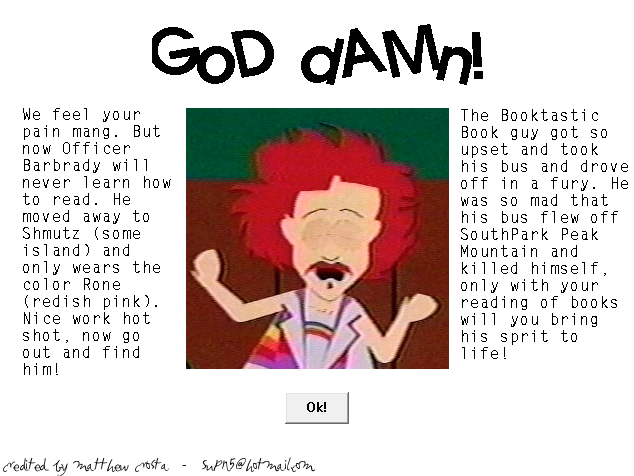 GoD dAMn!
We feel your
pain mang. But
now Officer
Barbrady will
never learn how
to read. He
moved away to
Shmutz (some
island) and
only wears the
color Rone
(redish pink).
Nice work hot
shot, now go
out and find
him!
The Booktastic
Book guy got so
upset and took
his bus and drove
off in a fury. He
was so mad that
his bus flew off
SouthPark Peak
Mountain and
killed himself,
only with your
reading of books
will you bring
his sprit to
life!
Ok!
credited by matthew crosta - supn5@hotmail.com